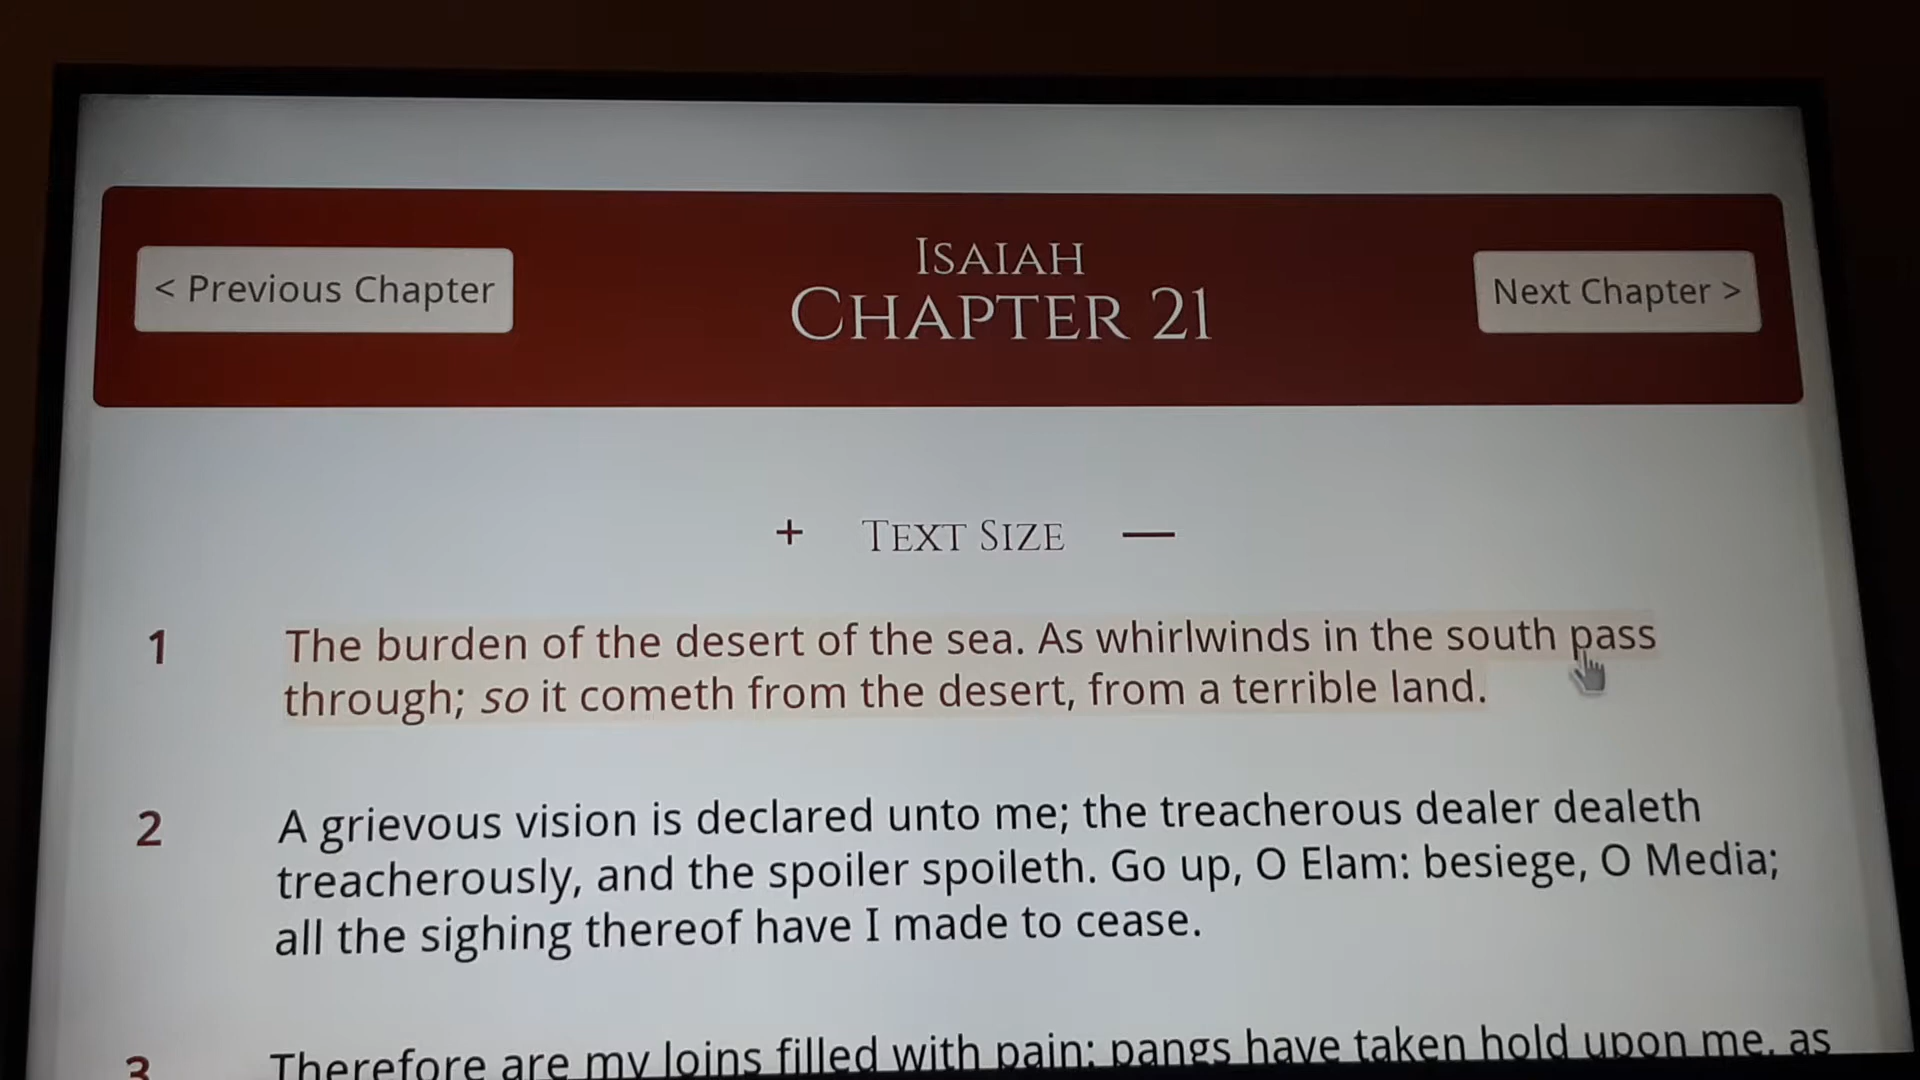 < Previous Chapter
ISAIAH
CHAPTER 21
Next Chapter >
+ TEXT SIZE —
1 The burden of the desert of the sea. As whirlwinds in the south pass
through; so it cometh from the desert, from a terrible land.
2 A grievous vision is declared unto me; the treacherous dealer dealeth
treacherously, and the spoiler spoileth. Go up, O Elam: besiege, O Media;
all the sighing thereof have I made to cease.
3 Therefore are my loins filled with pain: pangs have taken hold upon me, as